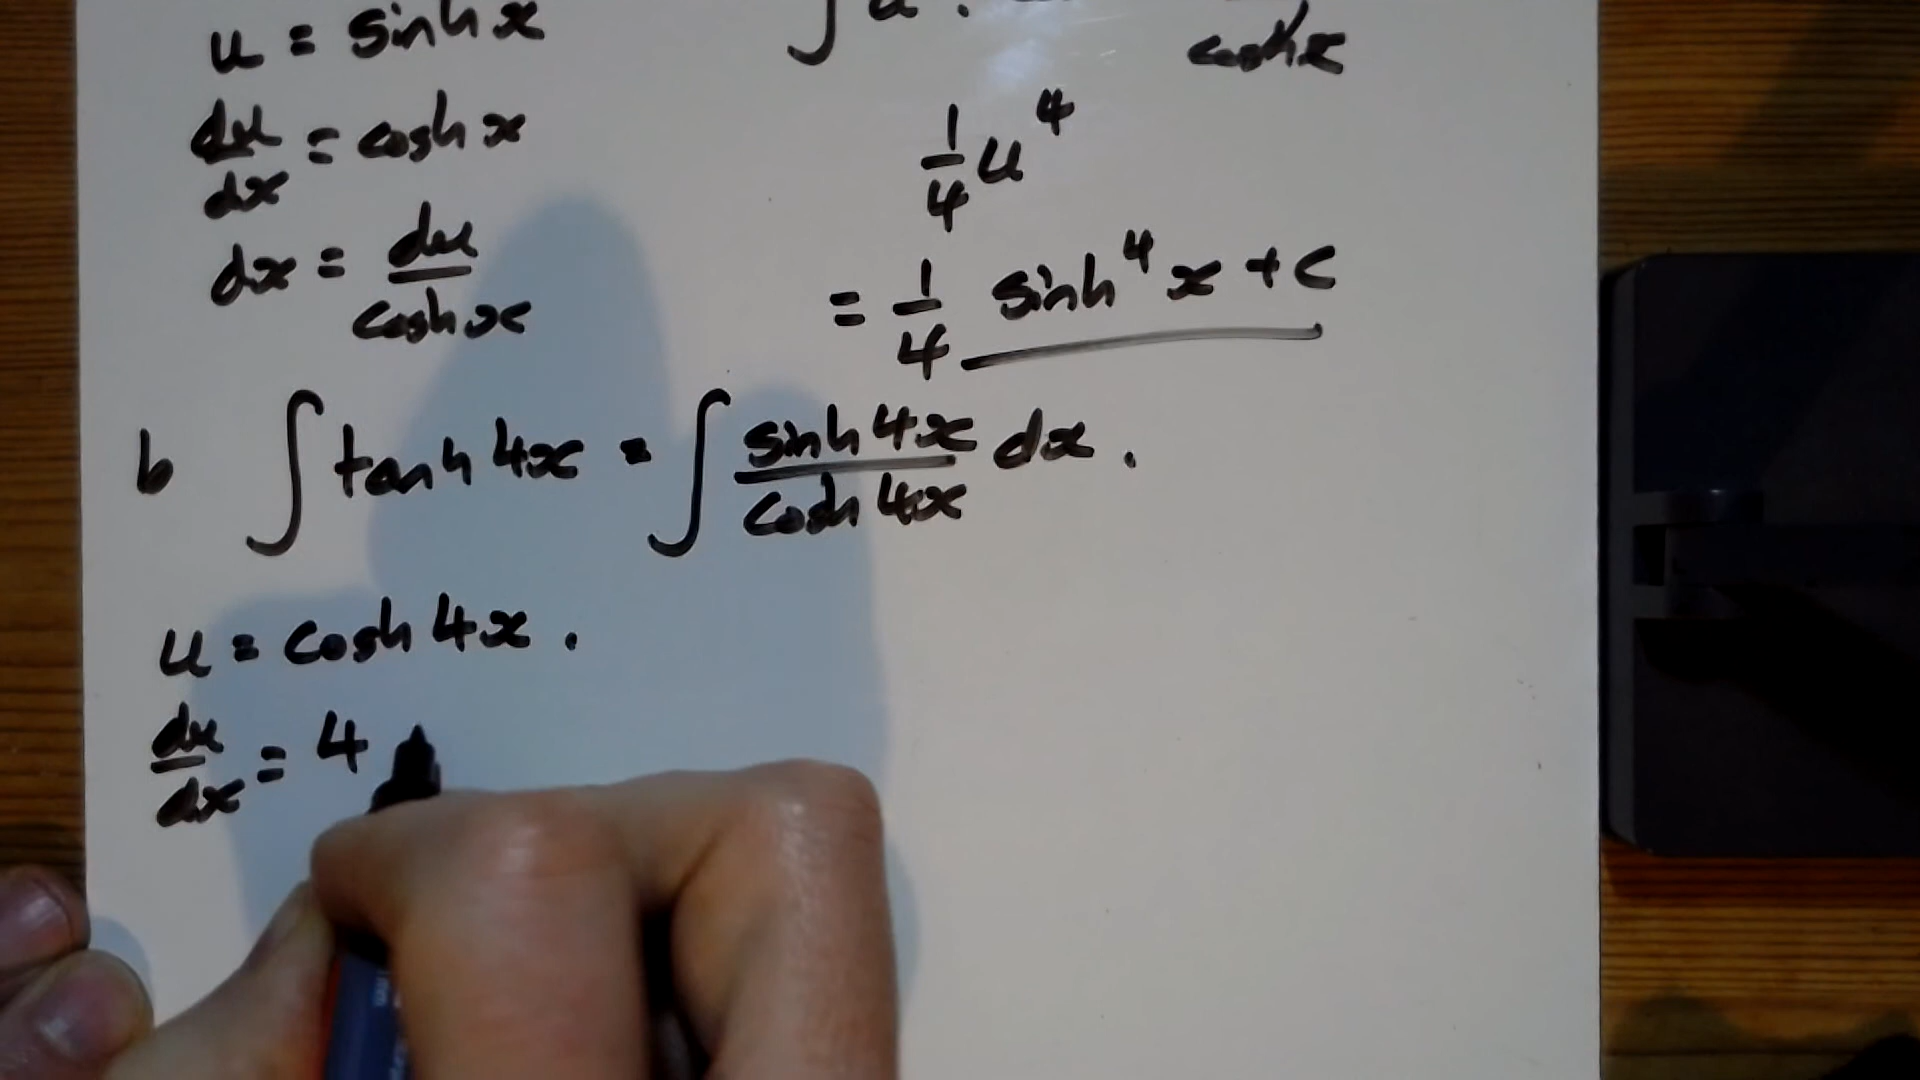 u = sinh x
∫ u
cosh x
du/dx = cosh x
1/4 u⁴
dx = du/cosh x
= 1/4 sinh⁴ x + c
b ∫ tanh 4x = ∫ sinh 4x/cosh 4x dx .
u = cosh 4x .
du/dx = 4